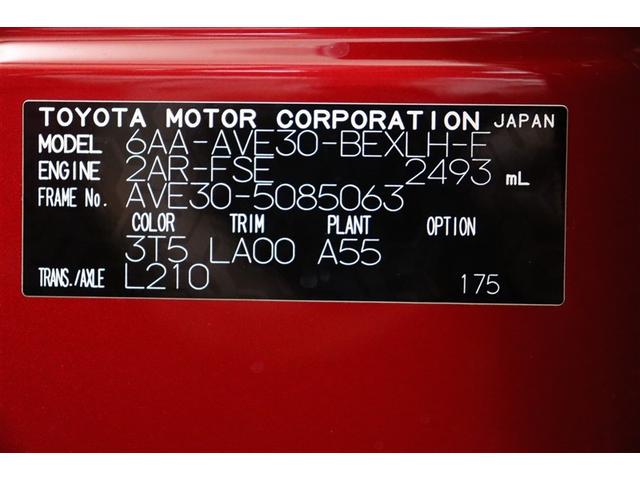 TOYOTA MOTOR CORPORATION JAPAN
MODEL 6AA-AVE30-BEXLH-F
ENGINE 2AR-FSE 2493 mL
FRAME No. AVE30-5085063
COLOR TRIM PLANT OPTION
3T5 LA00 A55
TRANS./AXLE L210 175